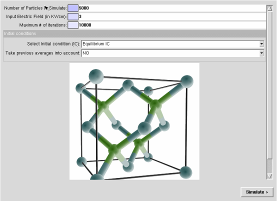 Number of Particles to Simulate: 5000
Input Electric Field (in KV/cm): 3
Maximum # of iterations: 10000
Initial Conditions
Select initial condition (IC): Equilibrium IC
Take previous averages into account: NO
Simulate >